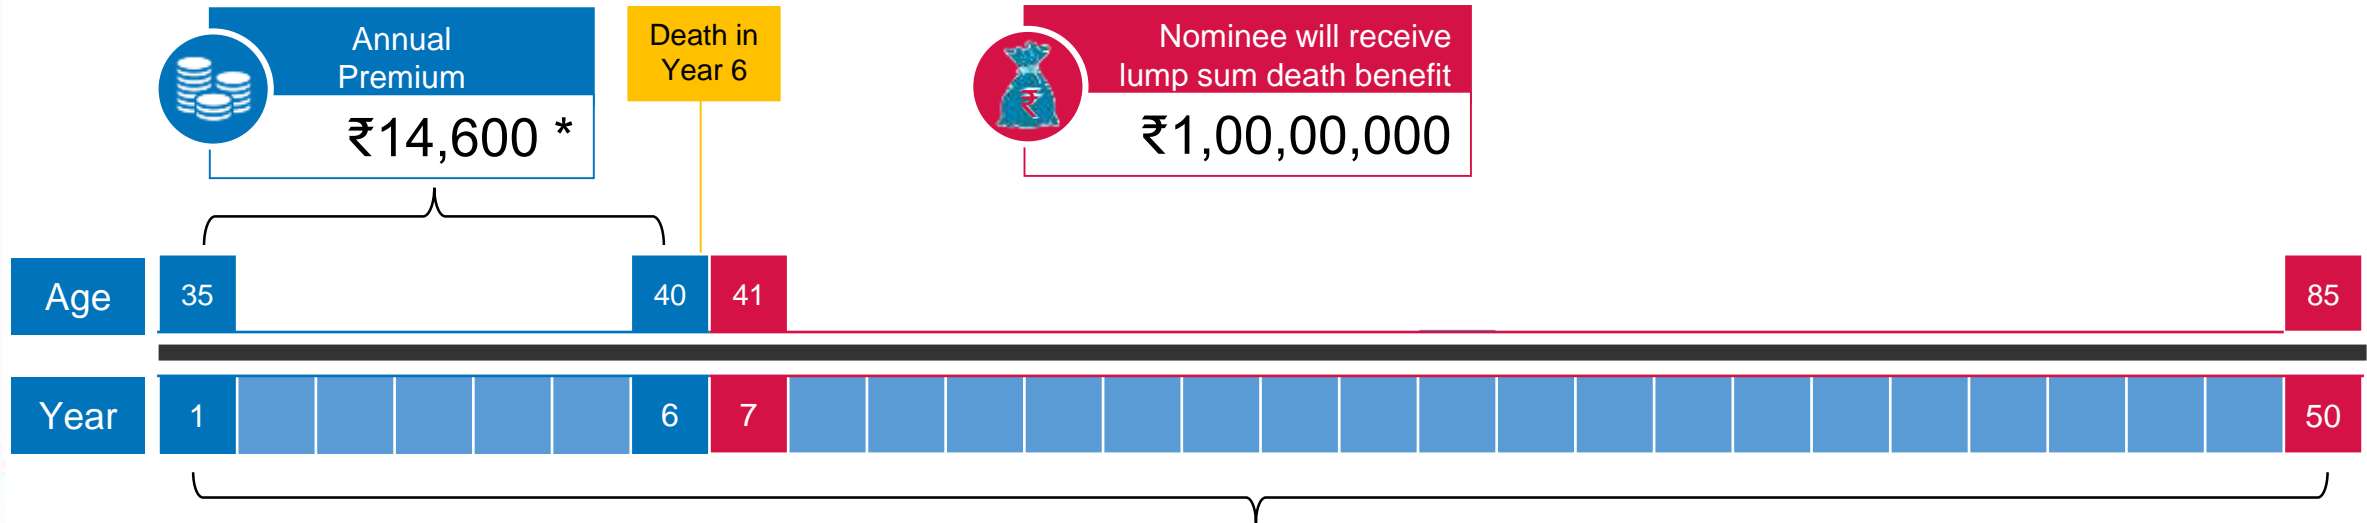 Annual
Premium
₹14,600 *
Death in
Year 6
Nominee will receive
lump sum death benefit
₹
₹1,00,00,000
Age
35
40
41
85
Year
1
6
7
50